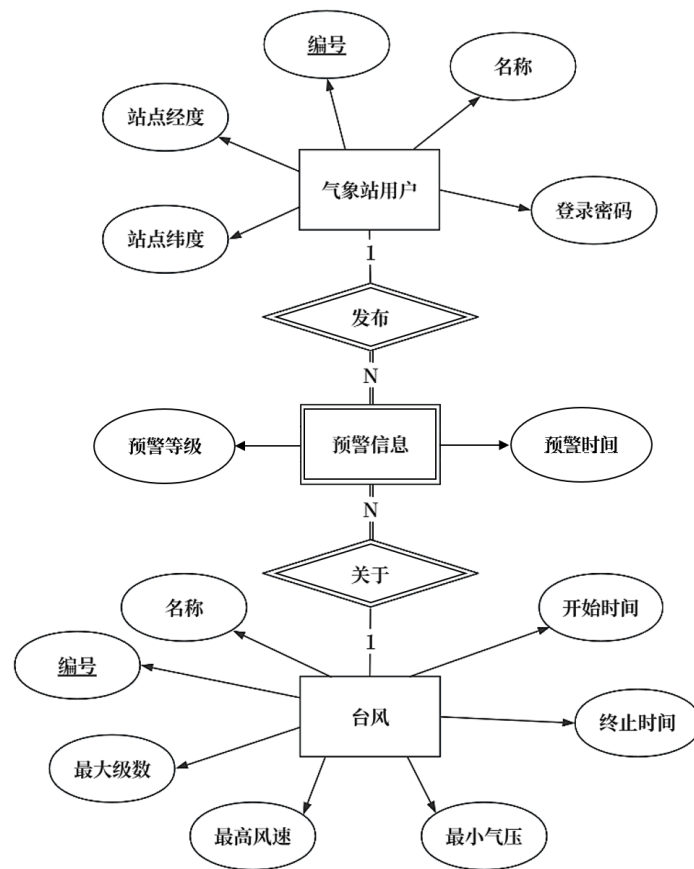 编号
名称
站点经度
气象站用户
登录密码
站点纬度
1
发布
N
预警等级
预警信息
预警时间
N
关于
名称
开始时间
1
编号
台风
终止时间
最大级数
最高风速
最小气压